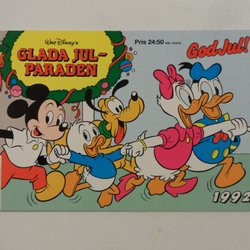 Walt Disney's
GLADA JUL-
PARADEN
Pris 24:50 inkl. moms
God Jul!
1992